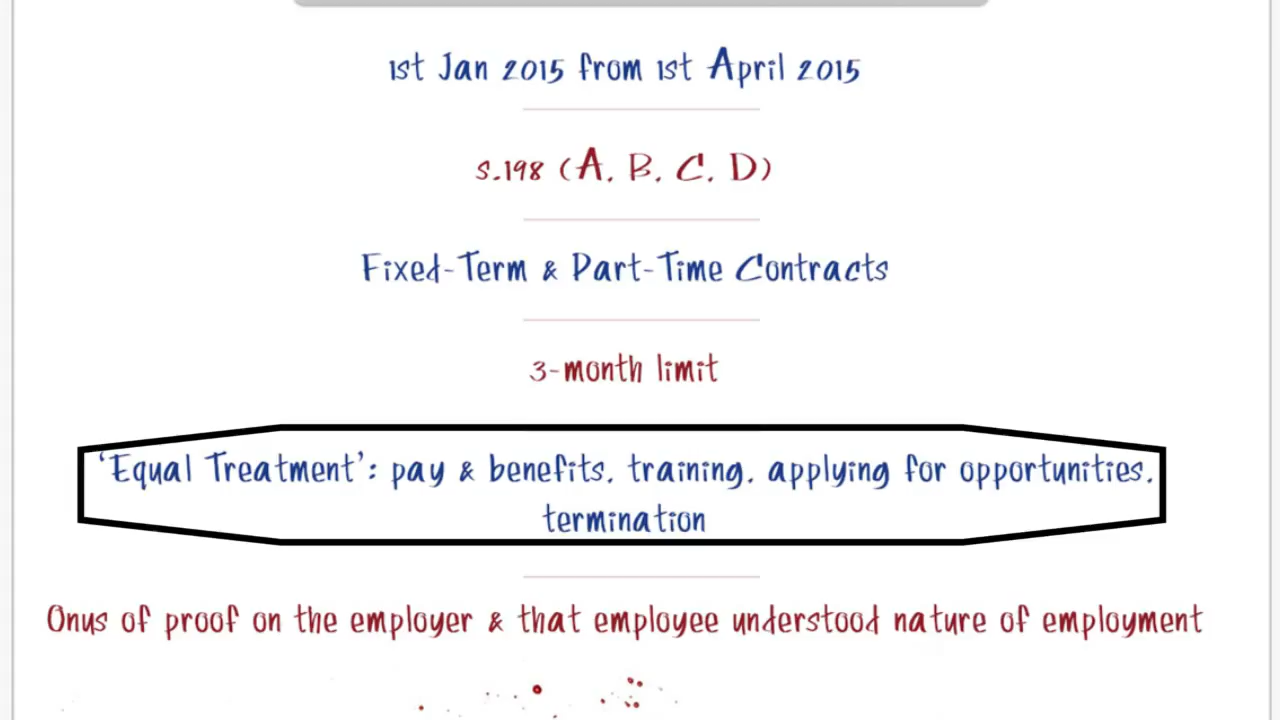 1st Jan 2015 from 1st April 2015
s.198 (A, B, C, D)
Fixed-Term & Part-Time Contracts
3-month limit
'Equal Treatment': pay & benefits, training, applying for opportunities,
termination
Onus of proof on the employer & that employee understood nature of employment